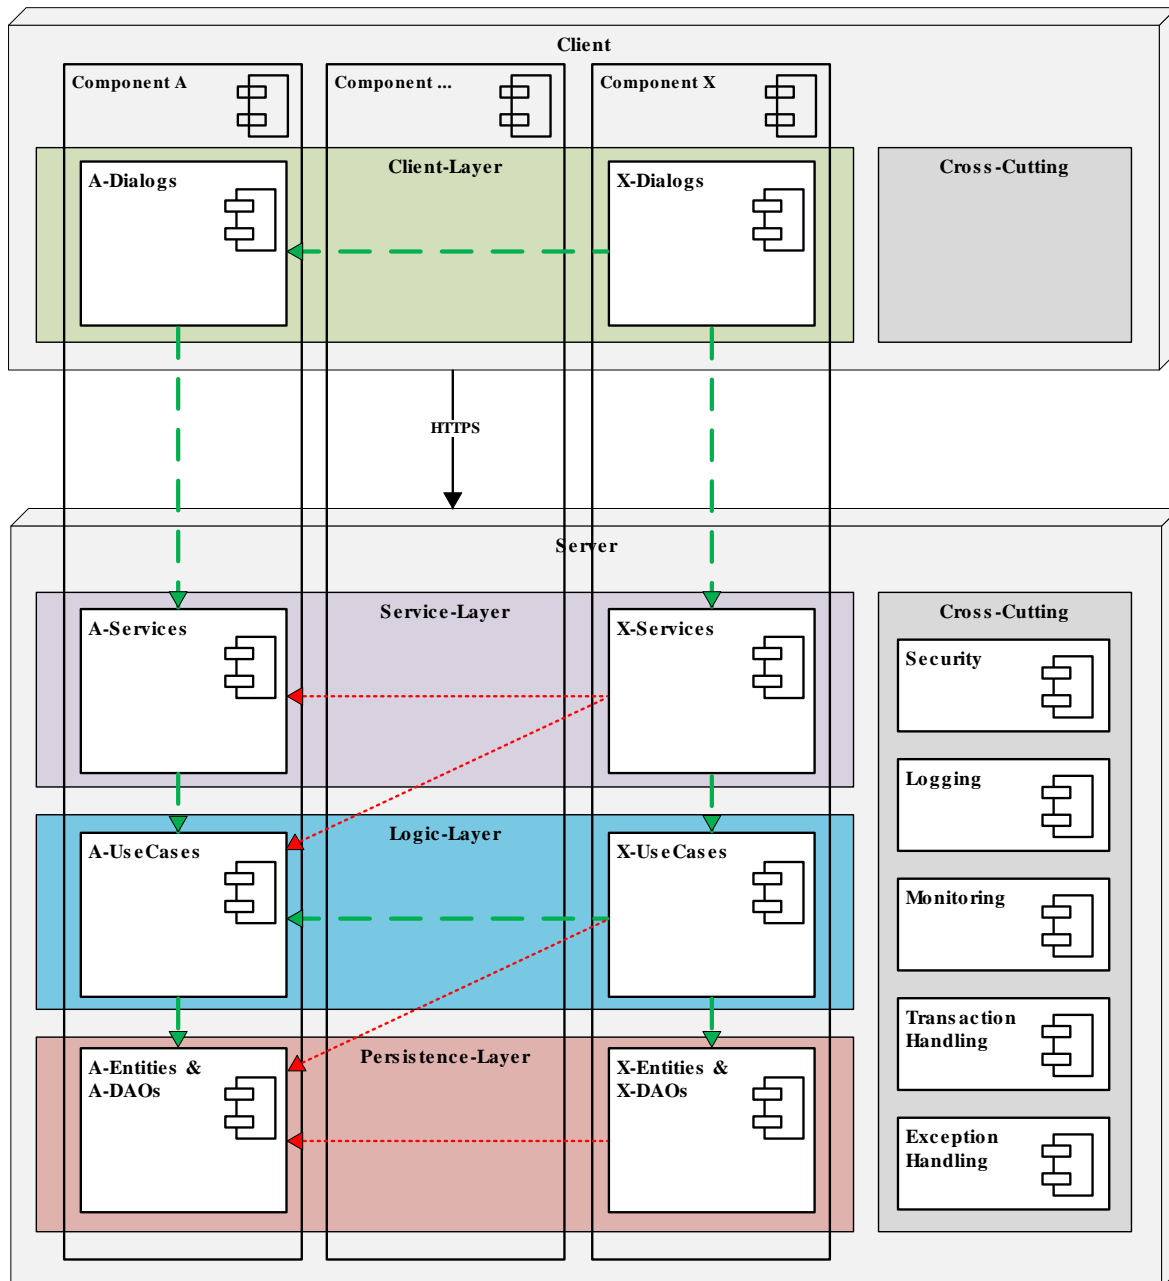 Client
Component A
Component ...
Component X
Client-Layer
Cross-Cutting
A-Dialogs
X-Dialogs
HTTPS
Server
Service-Layer
Cross-Cutting
A-Services
X-Services
Security
Logging
Logic-Layer
A-UseCases
X-UseCases
Monitoring
Transaction
Handling
Persistence-Layer
A-Entities &
A-DAOs
X-Entities &
X-DAOs
Exception
Handling